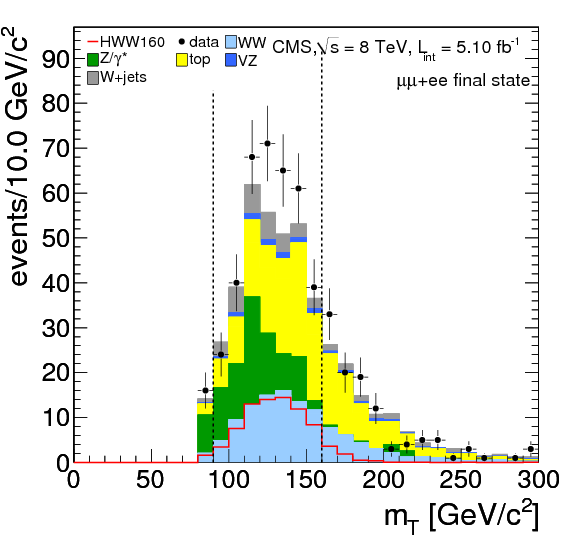 HWW160 data WW CMS,√s = 8 TeV, L_int = 5.10 fb⁻¹
Z/γ* top VZ
W+jets μμ+ee final state
events/10.0 GeV/c²
90
80
70
60
50
40
30
20
10
0
0 50 100 150 200 250 300
m_T [GeV/c²]